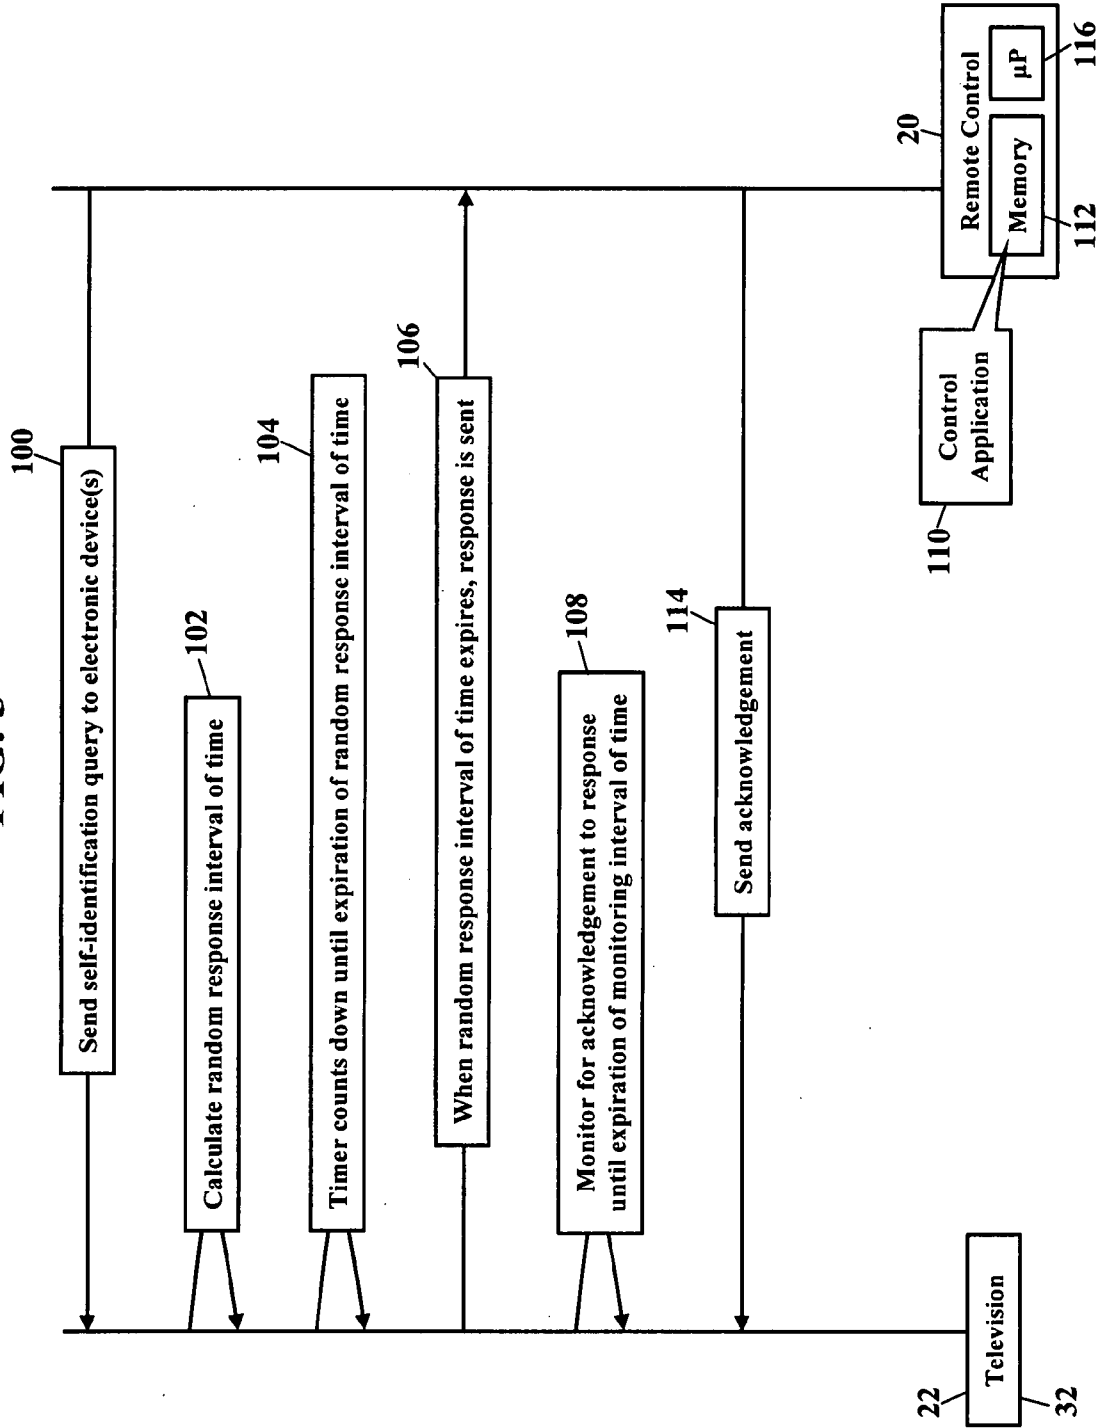 100
Send self-identification query to electronic device(s)
102
Calculate random response interval of time
104
Timer counts down until expiration of random response interval of time
106
When random response interval of time expires, response is sent
108
Monitor for acknowledgement to response
until expiration of monitoring interval of time
114
Send acknowledgement
22
Television
32
110
Control
Application
20
Remote Control
Memory
µP
112
116